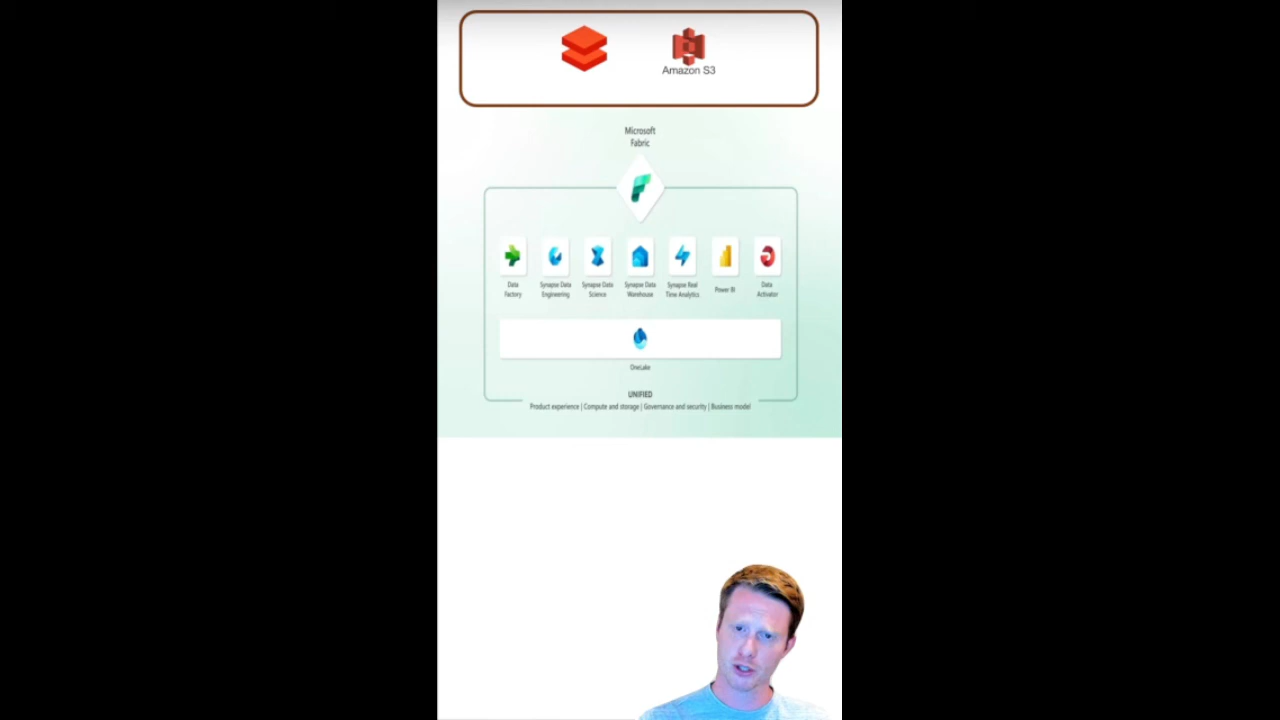 Amazon S3
Microsoft
Fabric
Data
Factory
Synapse Data
Engineering
Synapse Data
Science
Synapse Data
Warehouse
Synapse Real
Time Analytics
Power BI
Data
Activator
OneLake
UNIFIED
Product experience | Compute and storage | Governance and security | Business model